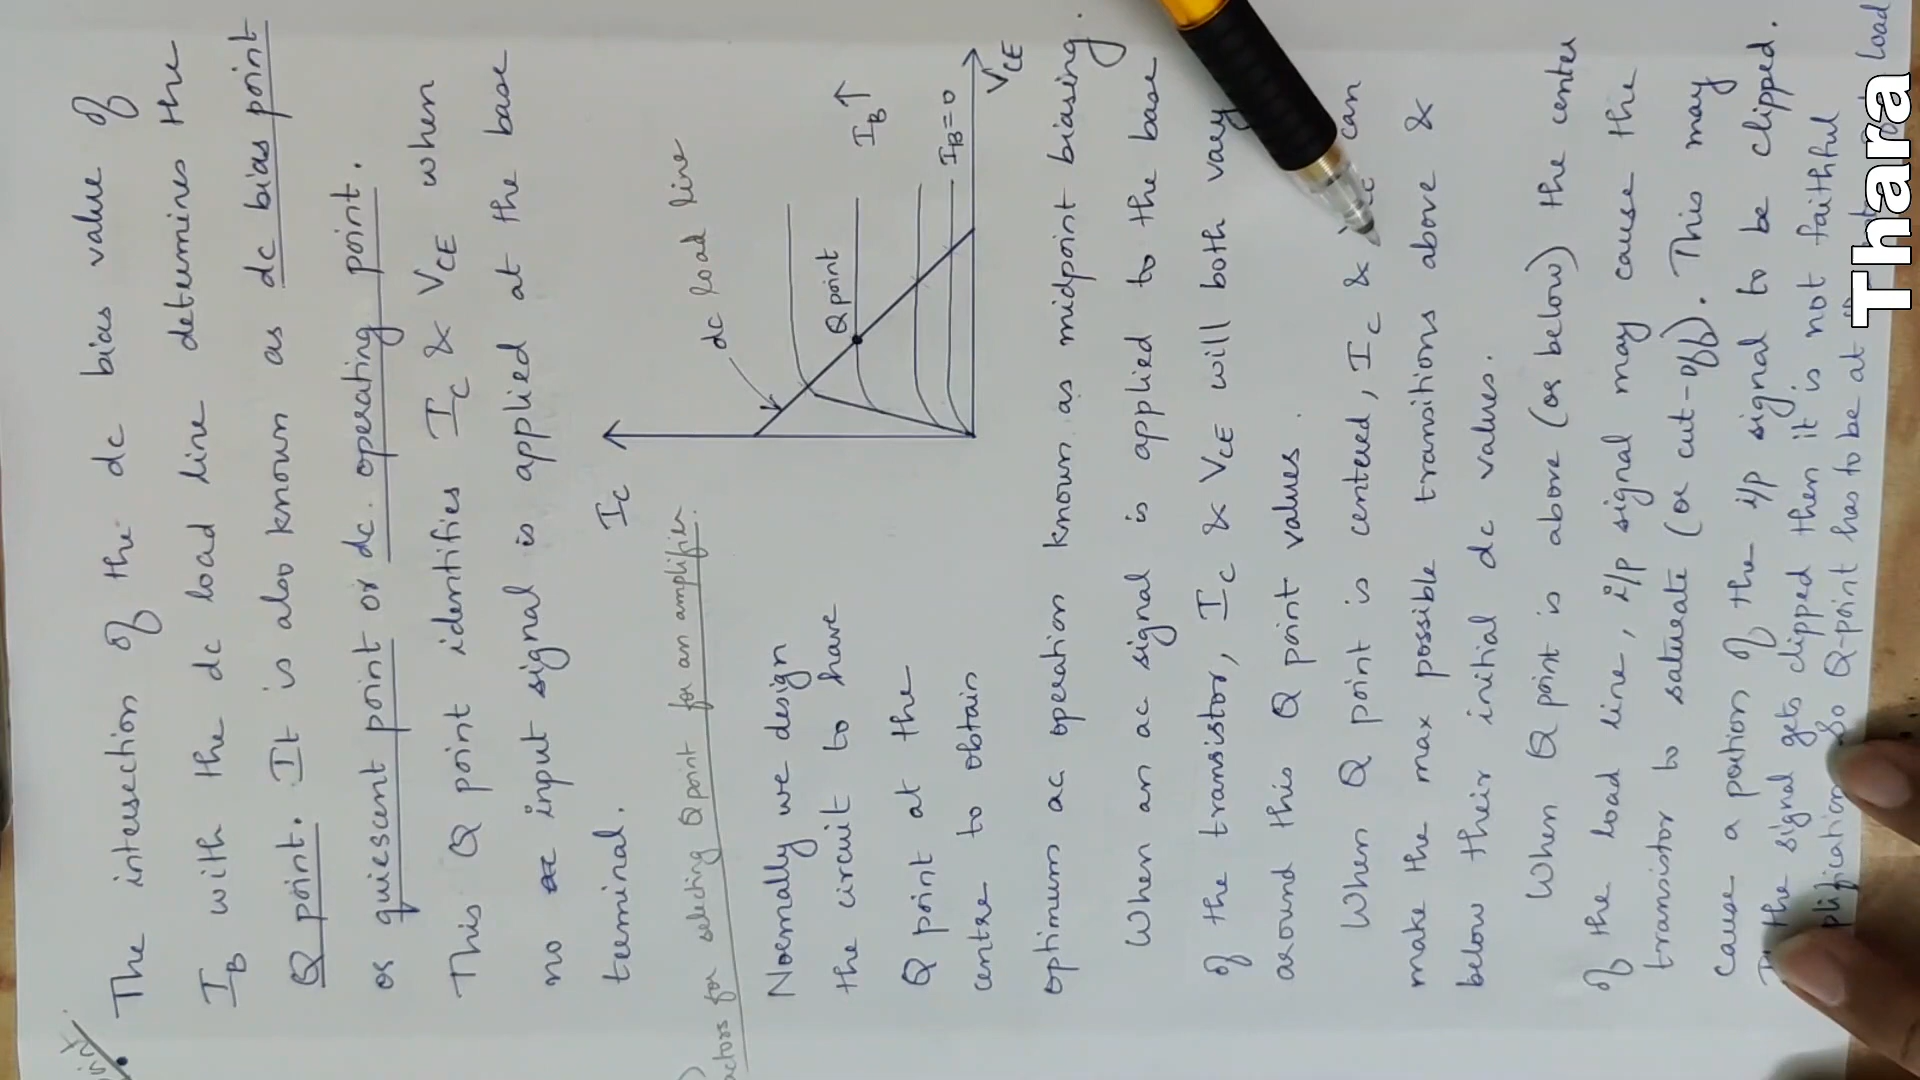 • The intersection of the dc bias value of
IB with the dc load line determines the
Q point. It is also known as dc bias point
or quiescent point or dc operating point.
This Q point identifies IC & VCE when
no input signal is applied at the base
terminal.
factors for selecting Q point for an amplifier.
IC
dc load line
Q point
IB↑
IB=0
VCE
Normally we design
the circuit to have
Q point at the
centre to obtain
optimum ac operation known as midpoint biasing.
When an ac signal is applied to the base
of the transistor, IC & VCE will both vary
around this Q point values.
When Q point is centered, IC & can
make the max possible transitions above &
below their initial dc values.
When Q point is above (or below) the center
of the load line, i/p signal may cause the
transistor to saturate (or cut-off). This may
cause a portion of the i/p signal to be clipped.
the signal gets clipped then it is not faithful
so Q-point has to be at load
Thara